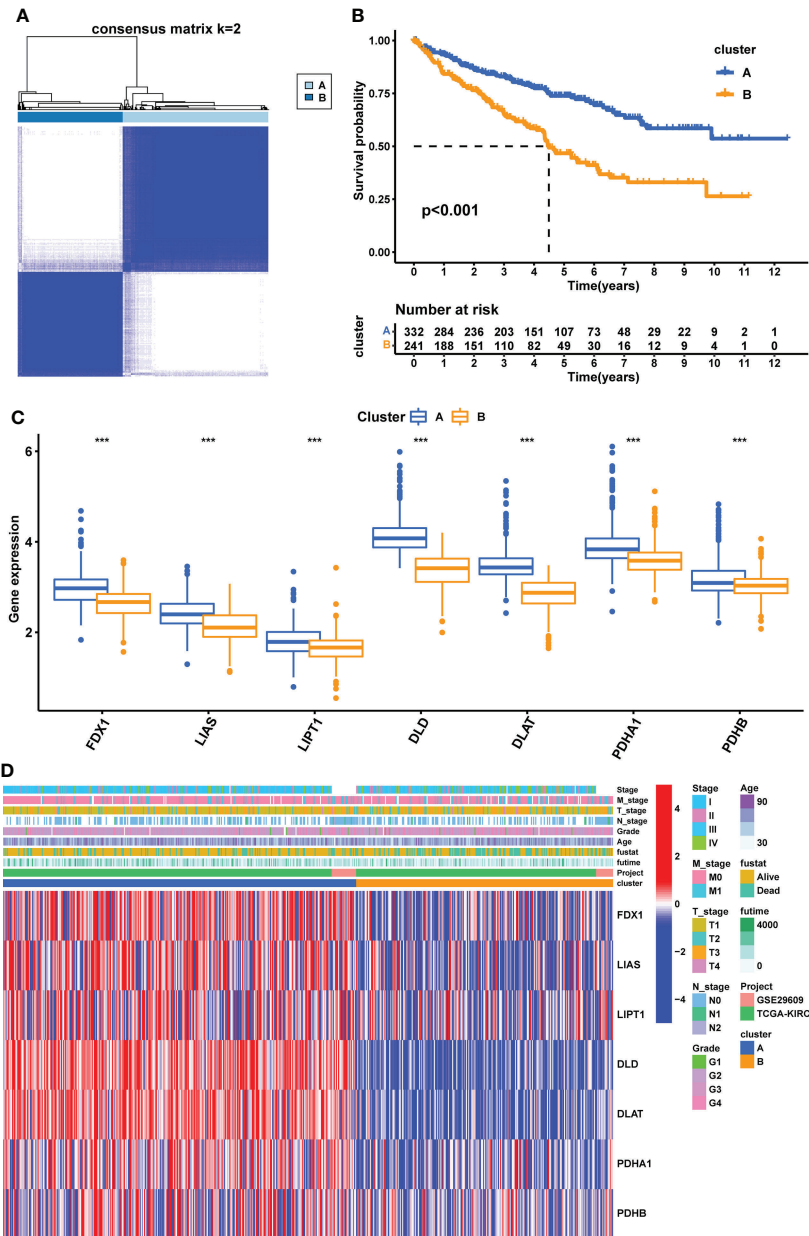 A
consensus matrix k=2
A
B
B
cluster
A
B
Survival probability
1.00
0.75
0.50
0.25
0.00
p<0.001
0 1 2 3 4 5 6 7 8 9 10 11 12
Time(years)
Number at risk
cluster
A 332 284 236 203 151 107 73 48 29 22 9 2 1
B 241 188 151 110 82 49 30 16 12 9 4 1 0
0 1 2 3 4 5 6 7 8 9 10 11 12
Time(years)
C
Cluster A B
*** *** *** *** *** *** ***
Gene expression
6
4
2
FDX1 LIAS LIPT1 DLD DLAT PDHA1 PDHB
D
Stage
M_stage
T_stage
N_stage
Grade
Age
fustat
futime
Project
cluster
FDX1
LIAS
LIPT1
DLD
DLAT
PDHA1
PDHB
4
2
0
−2
−4
Stage
I
II
III
IV
M_stage
M0
M1
T_stage
T1
T2
T3
T4
N_stage
N0
N1
N2
Grade
G1
G2
G3
G4
Age
90
30
fustat
Alive
Dead
futime
4000
0
Project
GSE29609
TCGA-KIRC
cluster
A
B